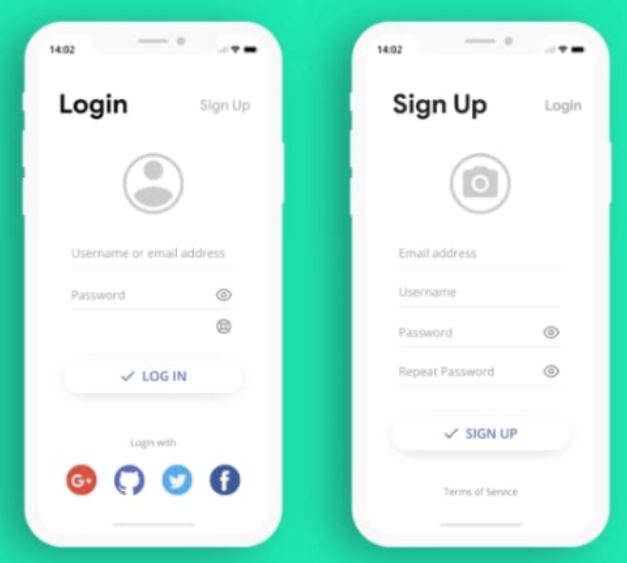 14:02
Login Sign Up
Username or email address
Password
LOG IN
Login with
G+
f
14:02
Sign Up Login
Email address
Username
Password
Repeat Password
SIGN UP
Terms of Service